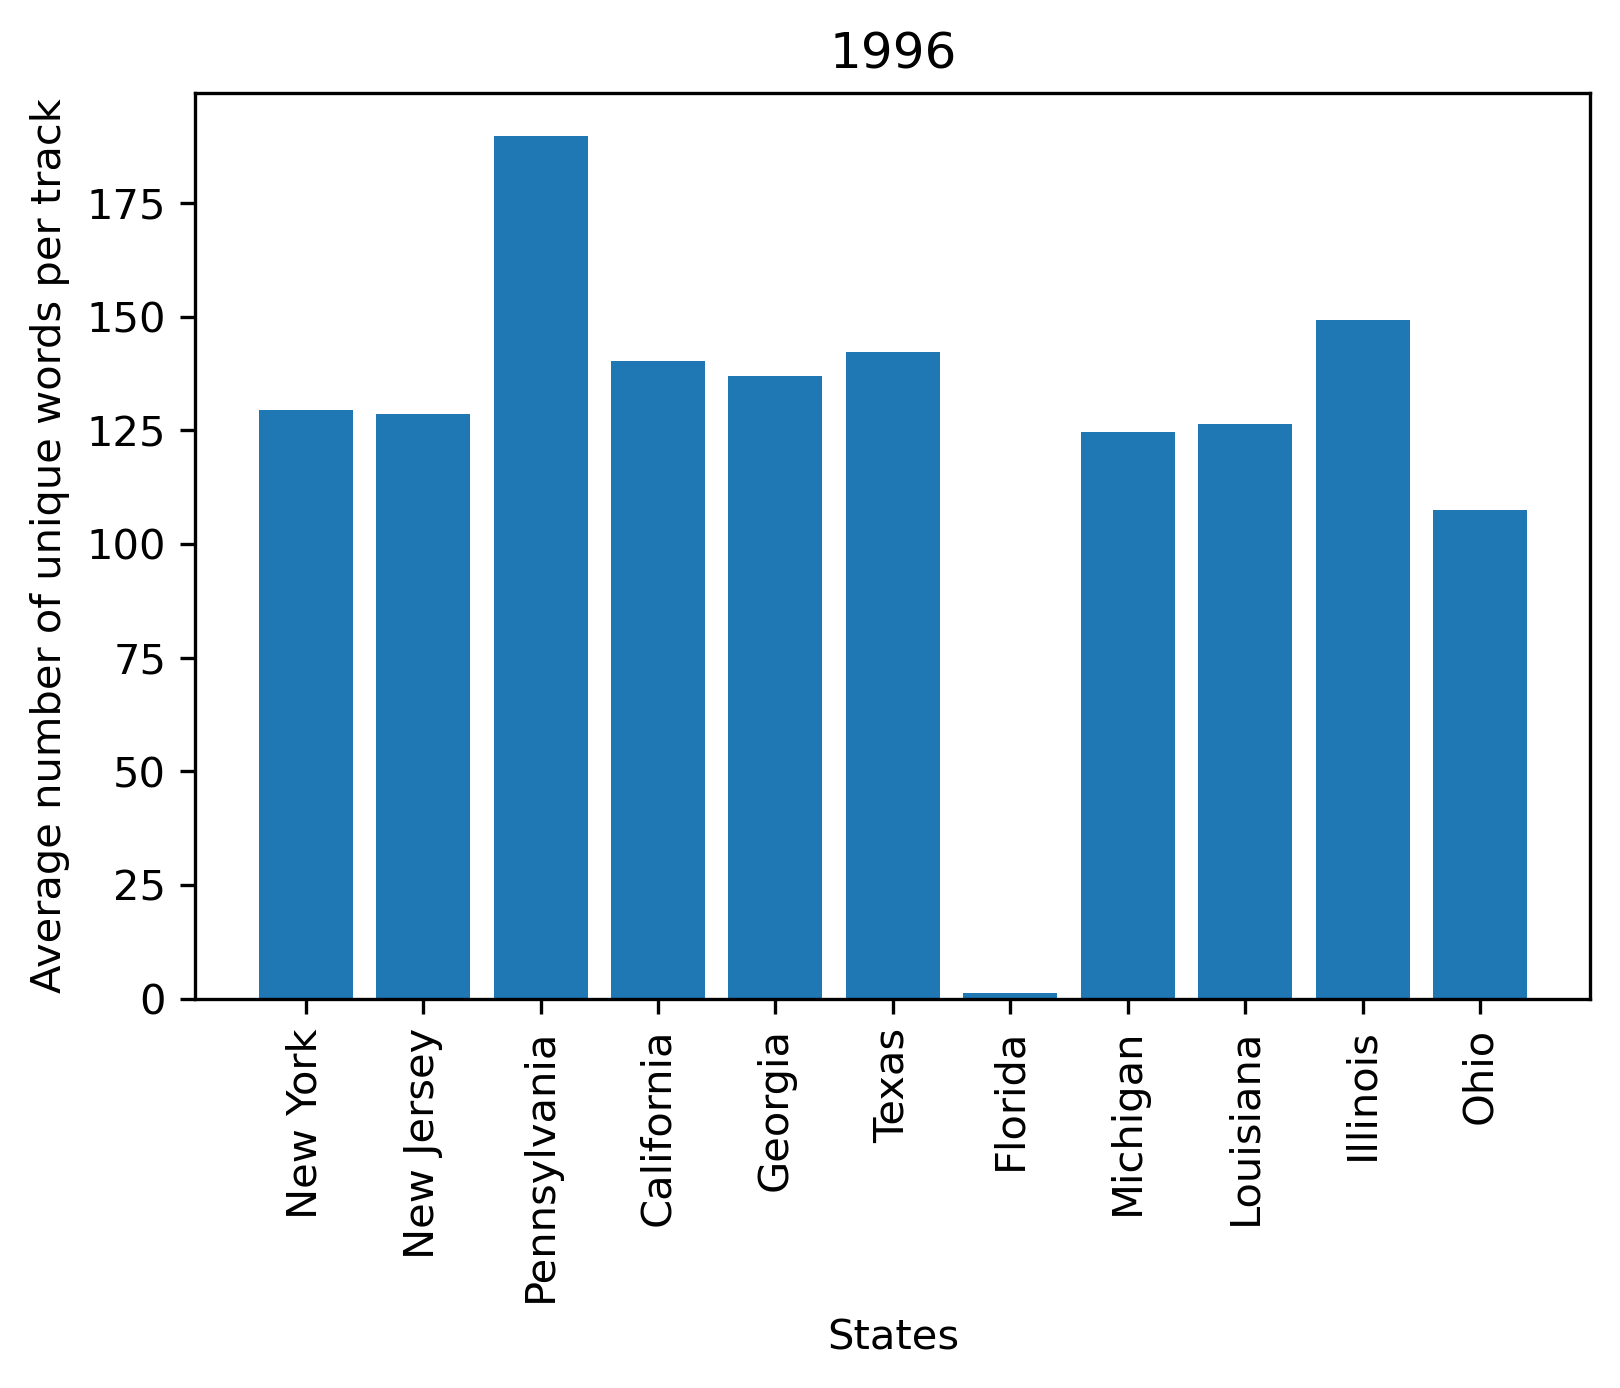 1996
Average number of unique words per track
175
150
125
100
75
50
25
0
New York
New Jersey
Pennsylvania
California
Georgia
Texas
Florida
Michigan
Louisiana
Illinois
Ohio
States